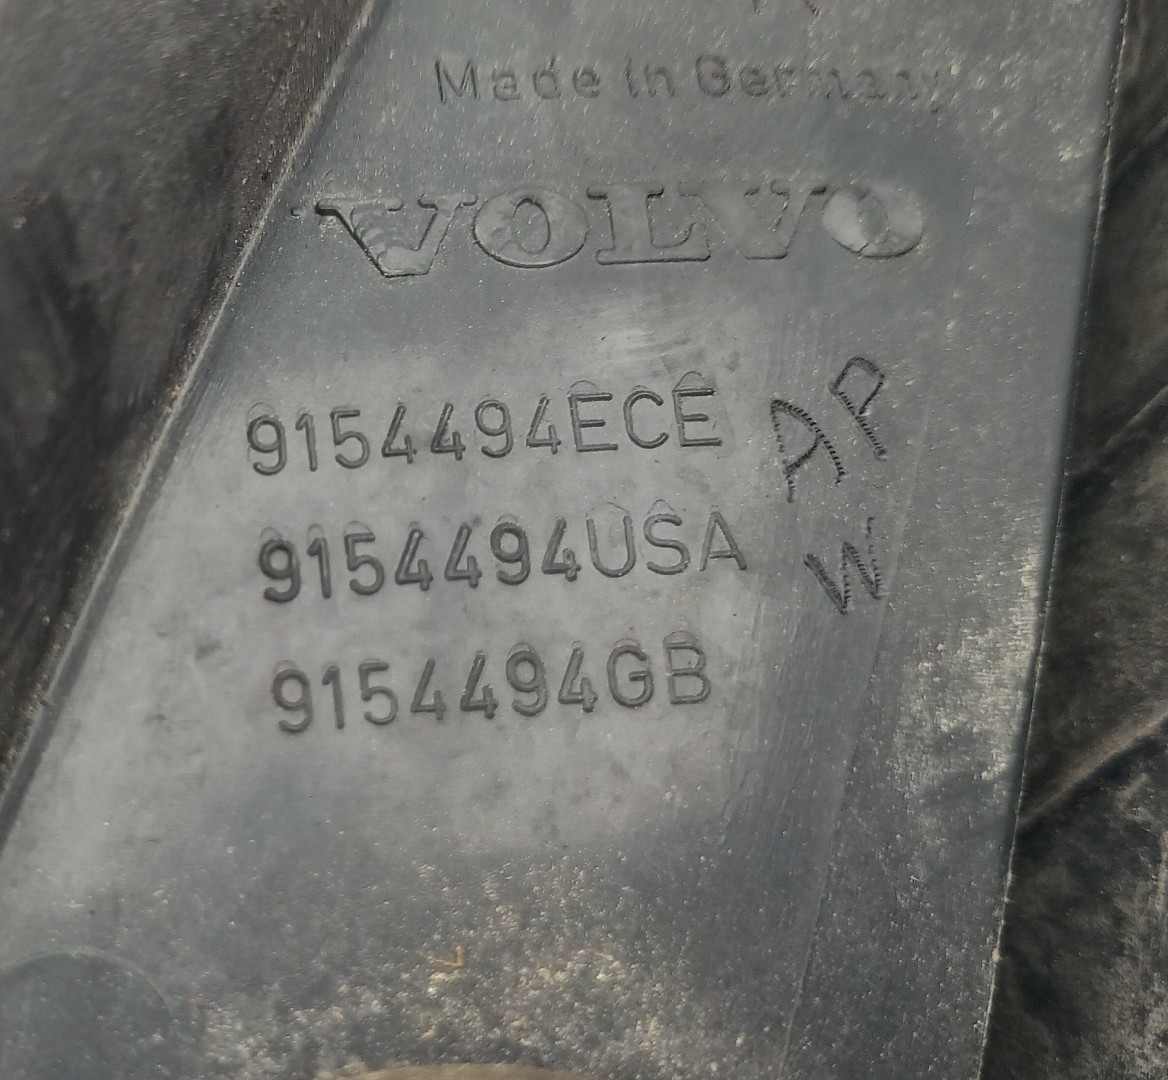 Made in Germany
VOLVO
9154494ECE
9154494USA
9154494GB